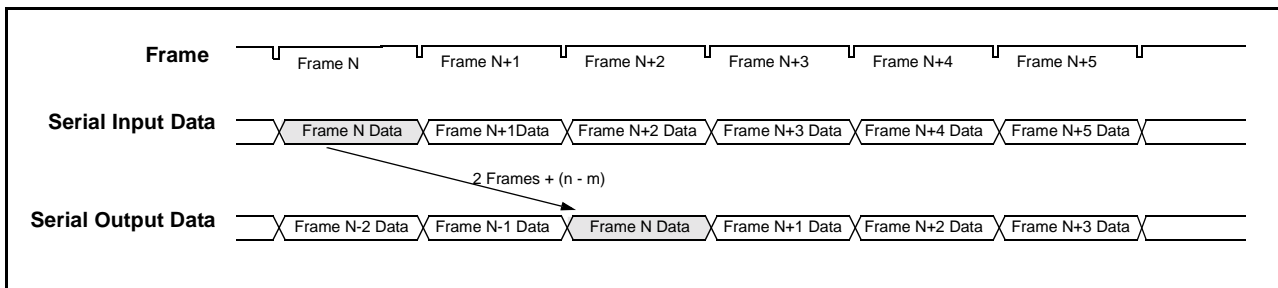 Frame
Frame N
Frame N+1
Frame N+2
Frame N+3
Frame N+4
Frame N+5
Serial Input Data
Frame N Data
Frame N+1Data
Frame N+2 Data
Frame N+3 Data
Frame N+4 Data
Frame N+5 Data
2 Frames + (n - m)
Serial Output Data
Frame N-2 Data
Frame N-1 Data
Frame N Data
Frame N+1 Data
Frame N+2 Data
Frame N+3 Data